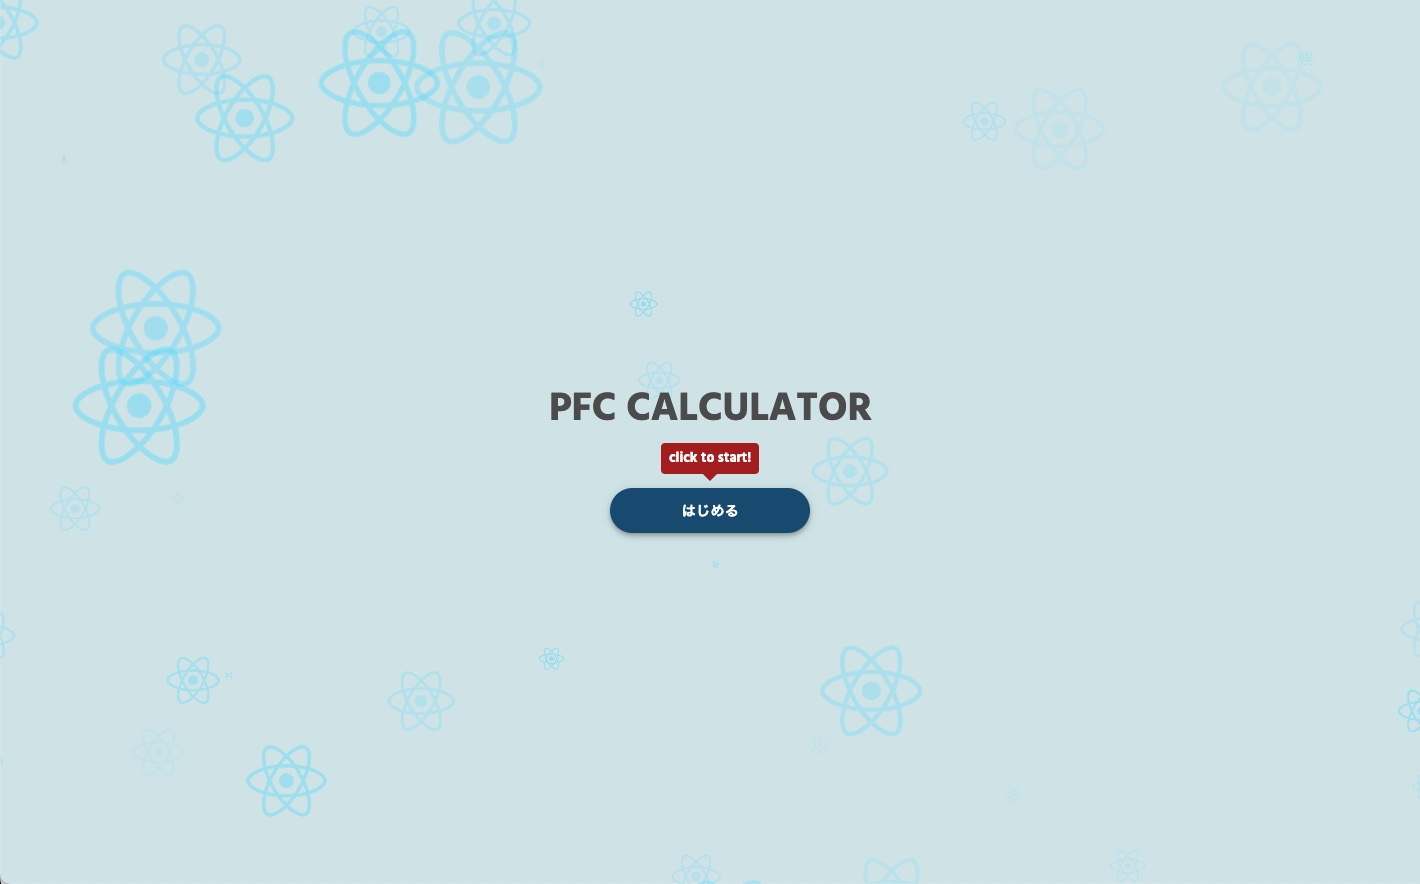 PFC CALCULATOR
click to start!
はじめる